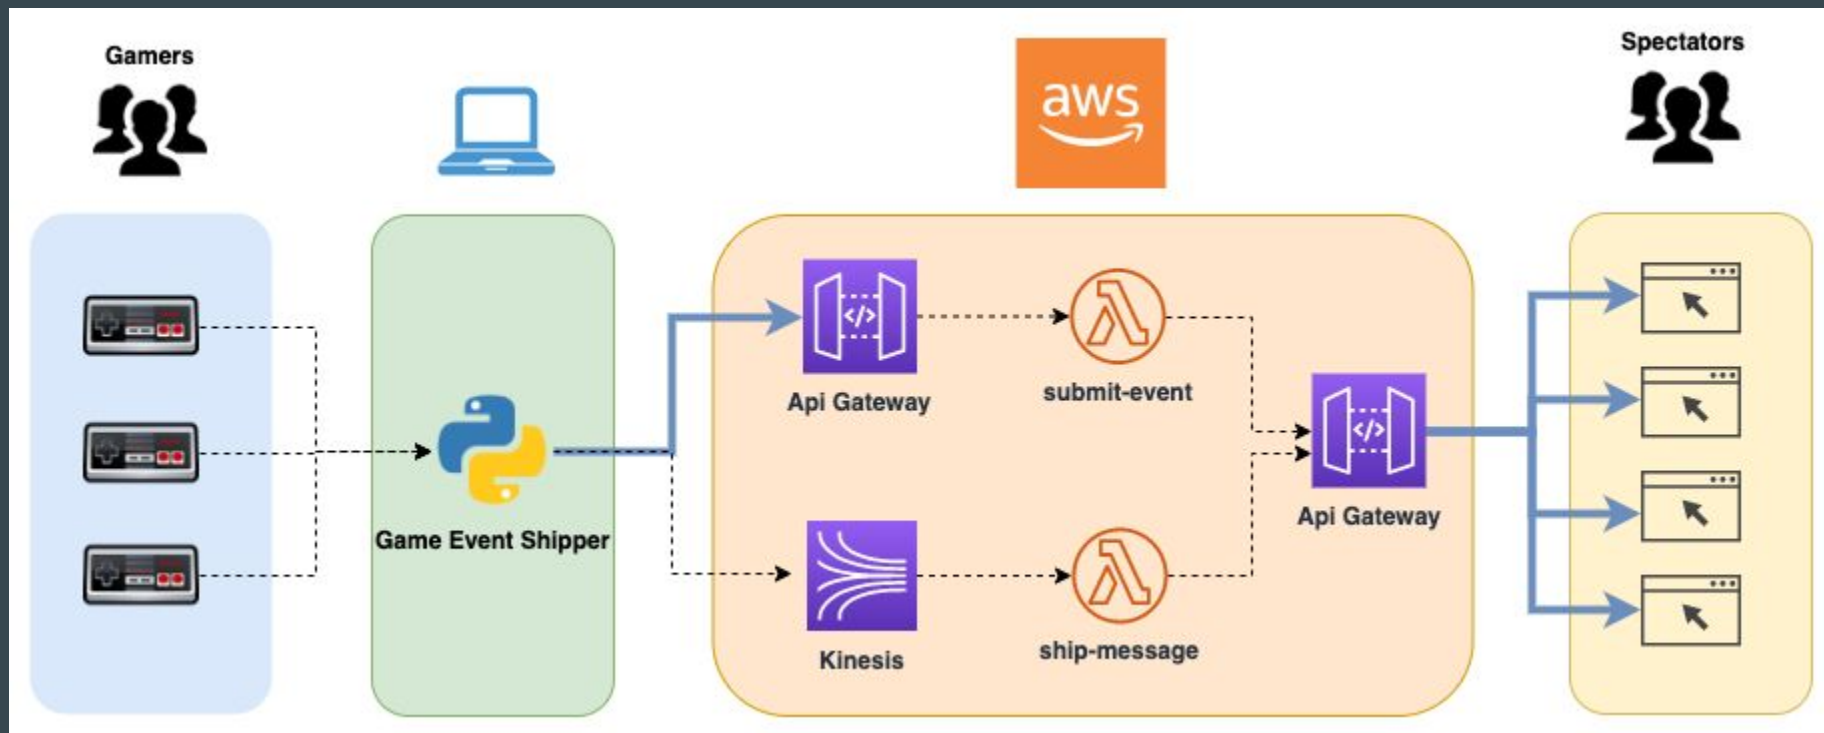 Gamers
aws
Spectators
</>
Api Gateway
submit-event
</>
Api Gateway
Game Event Shipper
Kinesis
ship-message